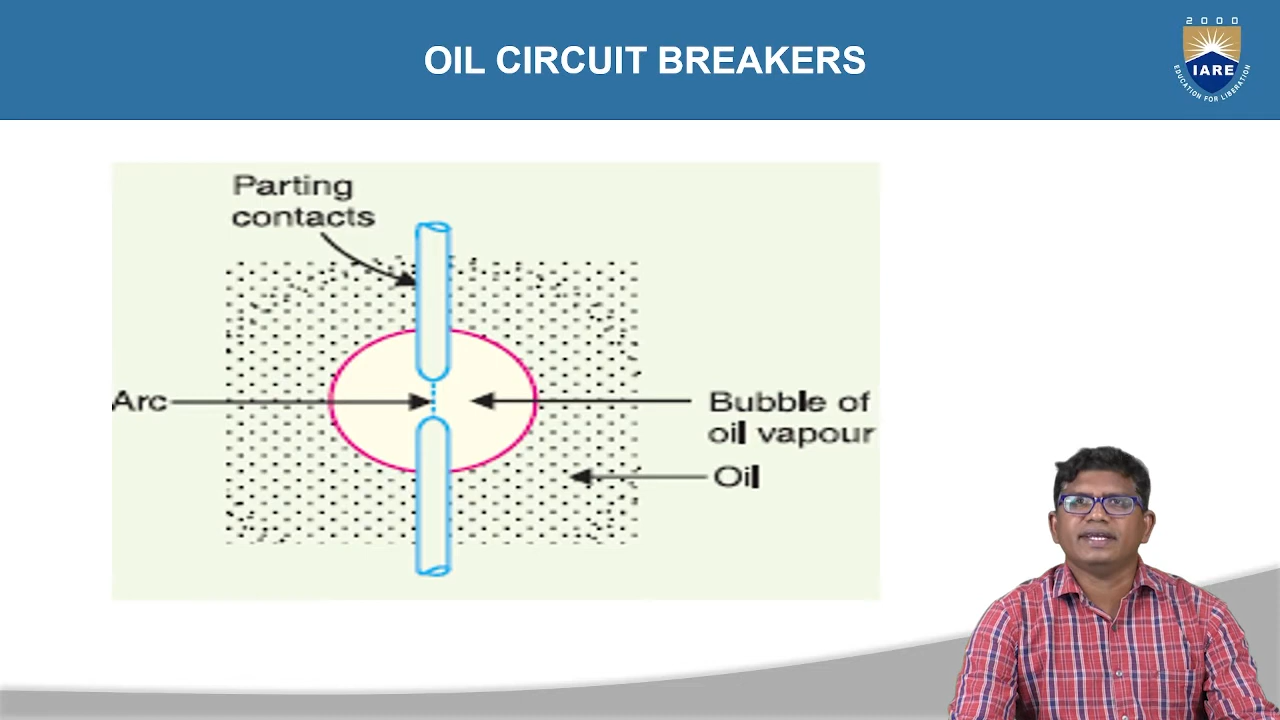 OIL CIRCUIT BREAKERS
2000
IARE
EDUCATION FOR LIBERATION
Parting
contacts
Arc
Bubble of
oil vapour
Oil